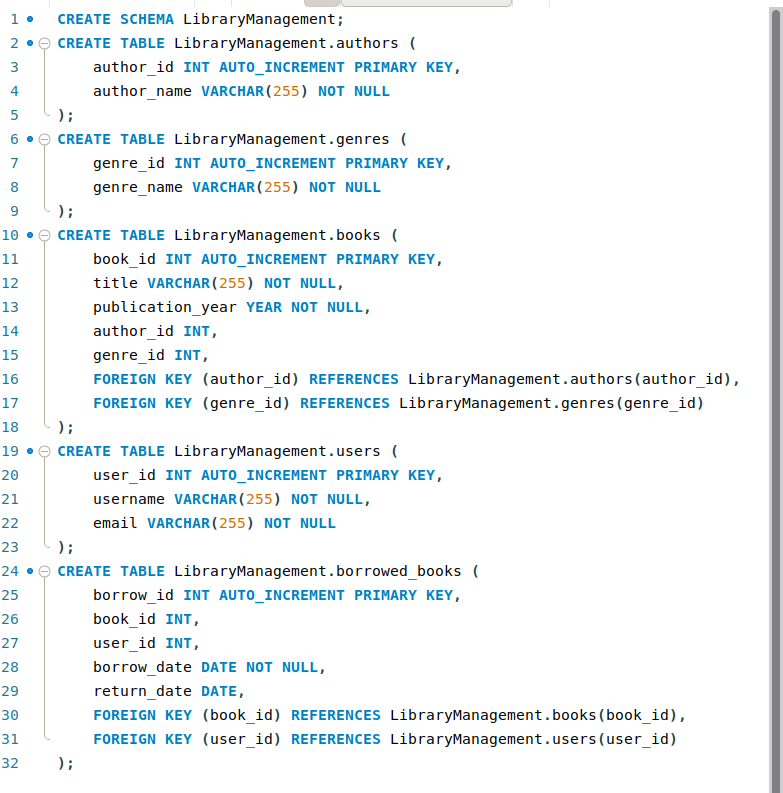 1 CREATE SCHEMA LibraryManagement;
2 CREATE TABLE LibraryManagement.authors (
3 author_id INT AUTO_INCREMENT PRIMARY KEY,
4 author_name VARCHAR(255) NOT NULL
5 );
6 CREATE TABLE LibraryManagement.genres (
7 genre_id INT AUTO_INCREMENT PRIMARY KEY,
8 genre_name VARCHAR(255) NOT NULL
9 );
10 CREATE TABLE LibraryManagement.books (
11 book_id INT AUTO_INCREMENT PRIMARY KEY,
12 title VARCHAR(255) NOT NULL,
13 publication_year YEAR NOT NULL,
14 author_id INT,
15 genre_id INT,
16 FOREIGN KEY (author_id) REFERENCES LibraryManagement.authors(author_id),
17 FOREIGN KEY (genre_id) REFERENCES LibraryManagement.genres(genre_id)
18 );
19 CREATE TABLE LibraryManagement.users (
20 user_id INT AUTO_INCREMENT PRIMARY KEY,
21 username VARCHAR(255) NOT NULL,
22 email VARCHAR(255) NOT NULL
23 );
24 CREATE TABLE LibraryManagement.borrowed_books (
25 borrow_id INT AUTO_INCREMENT PRIMARY KEY,
26 book_id INT,
27 user_id INT,
28 borrow_date DATE NOT NULL,
29 return_date DATE,
30 FOREIGN KEY (book_id) REFERENCES LibraryManagement.books(book_id),
31 FOREIGN KEY (user_id) REFERENCES LibraryManagement.users(user_id)
32 );